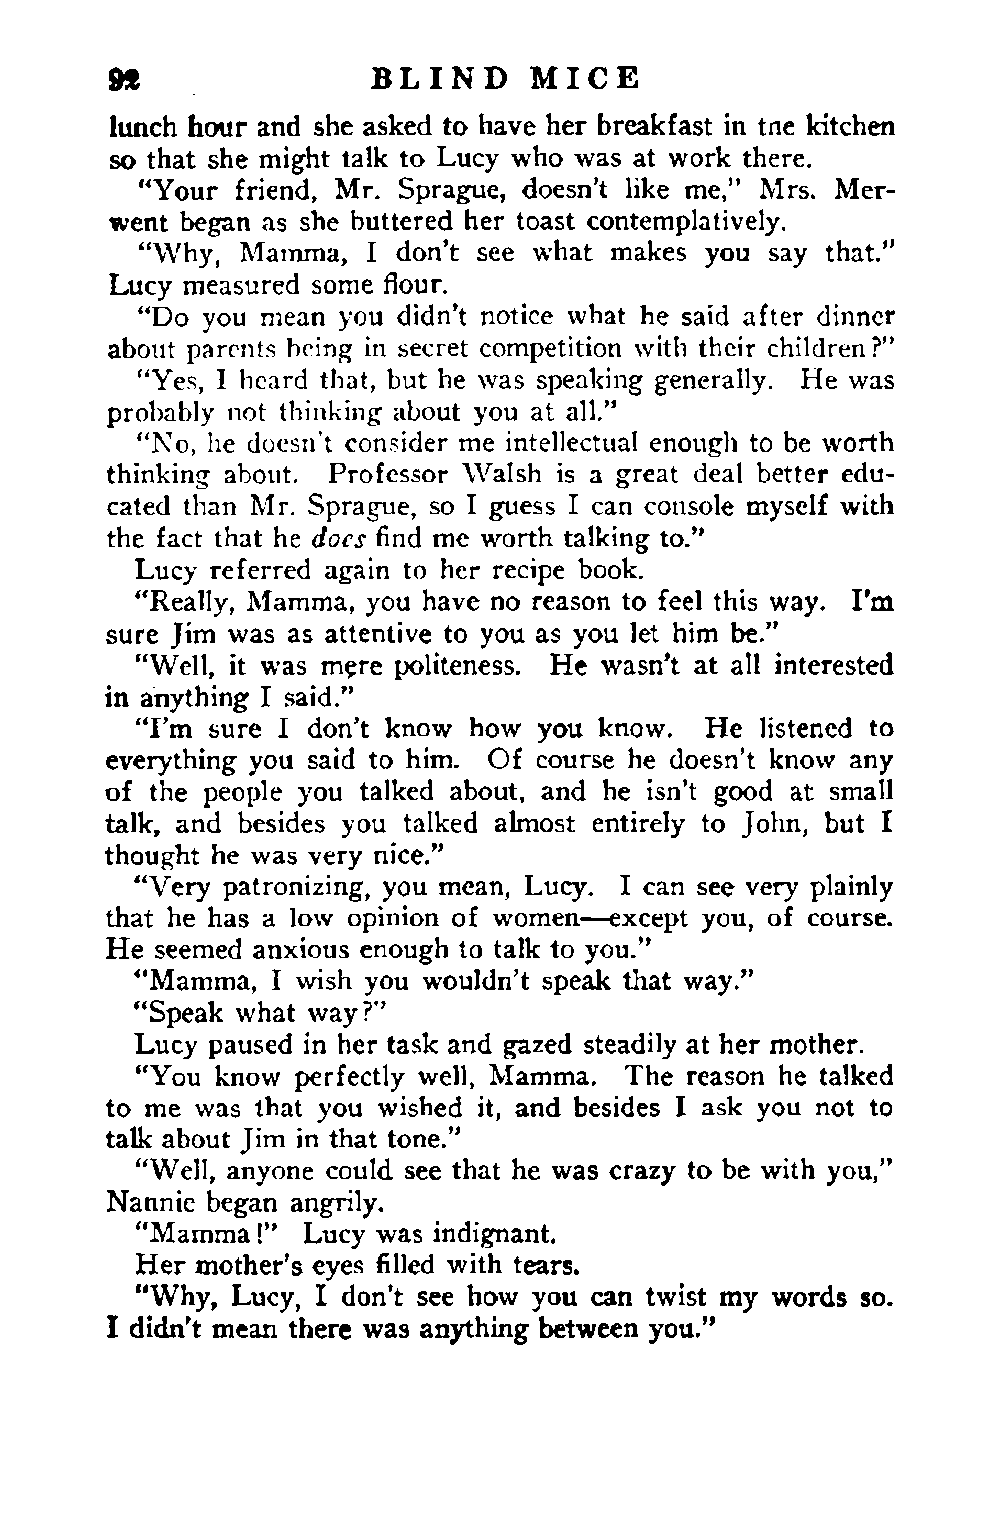 92 BLIND MICE
lunch hour and she asked to have her breakfast in tne kitchen
so that she might talk to Lucy who was at work there.
“Your friend, Mr. Sprague, doesn’t like me,” Mrs. Mer-
went began as she buttered her toast contemplatively.
“Why, Mamma, I don’t see what makes you say that.”
Lucy measured some flour.
“Do you mean you didn’t notice what he said after dinner
about parents being in secret competition with their children?”
“Yes, I heard that, but he was speaking generally. He was
probably not thinking about you at all.”
“No, he doesn’t consider me intellectual enough to be worth
thinking about. Professor Walsh is a great deal better edu-
cated than Mr. Sprague, so I guess I can console myself with
the fact that he does find me worth talking to.”
Lucy referred again to her recipe book.
“Really, Mamma, you have no reason to feel this way. I’m
sure Jim was as attentive to you as you let him be.”
“Well, it was mere politeness. He wasn’t at all interested
in anything I said.”
“I’m sure I don’t know how you know. He listened to
everything you said to him. Of course he doesn’t know any
of the people you talked about, and he isn’t good at small
talk, and besides you talked almost entirely to John, but I
thought he was very nice.”
“Very patronizing, you mean, Lucy. I can see very plainly
that he has a low opinion of women—except you, of course.
He seemed anxious enough to talk to you.”
“Mamma, I wish you wouldn’t speak that way.”
“Speak what way?”
Lucy paused in her task and gazed steadily at her mother.
“You know perfectly well, Mamma. The reason he talked
to me was that you wished it, and besides I ask you not to
talk about Jim in that tone.”
“Well, anyone could see that he was crazy to be with you,”
Nannie began angrily.
“Mamma!” Lucy was indignant.
Her mother’s eyes filled with tears.
“Why, Lucy, I don’t see how you can twist my words so.
I didn’t mean there was anything between you.”